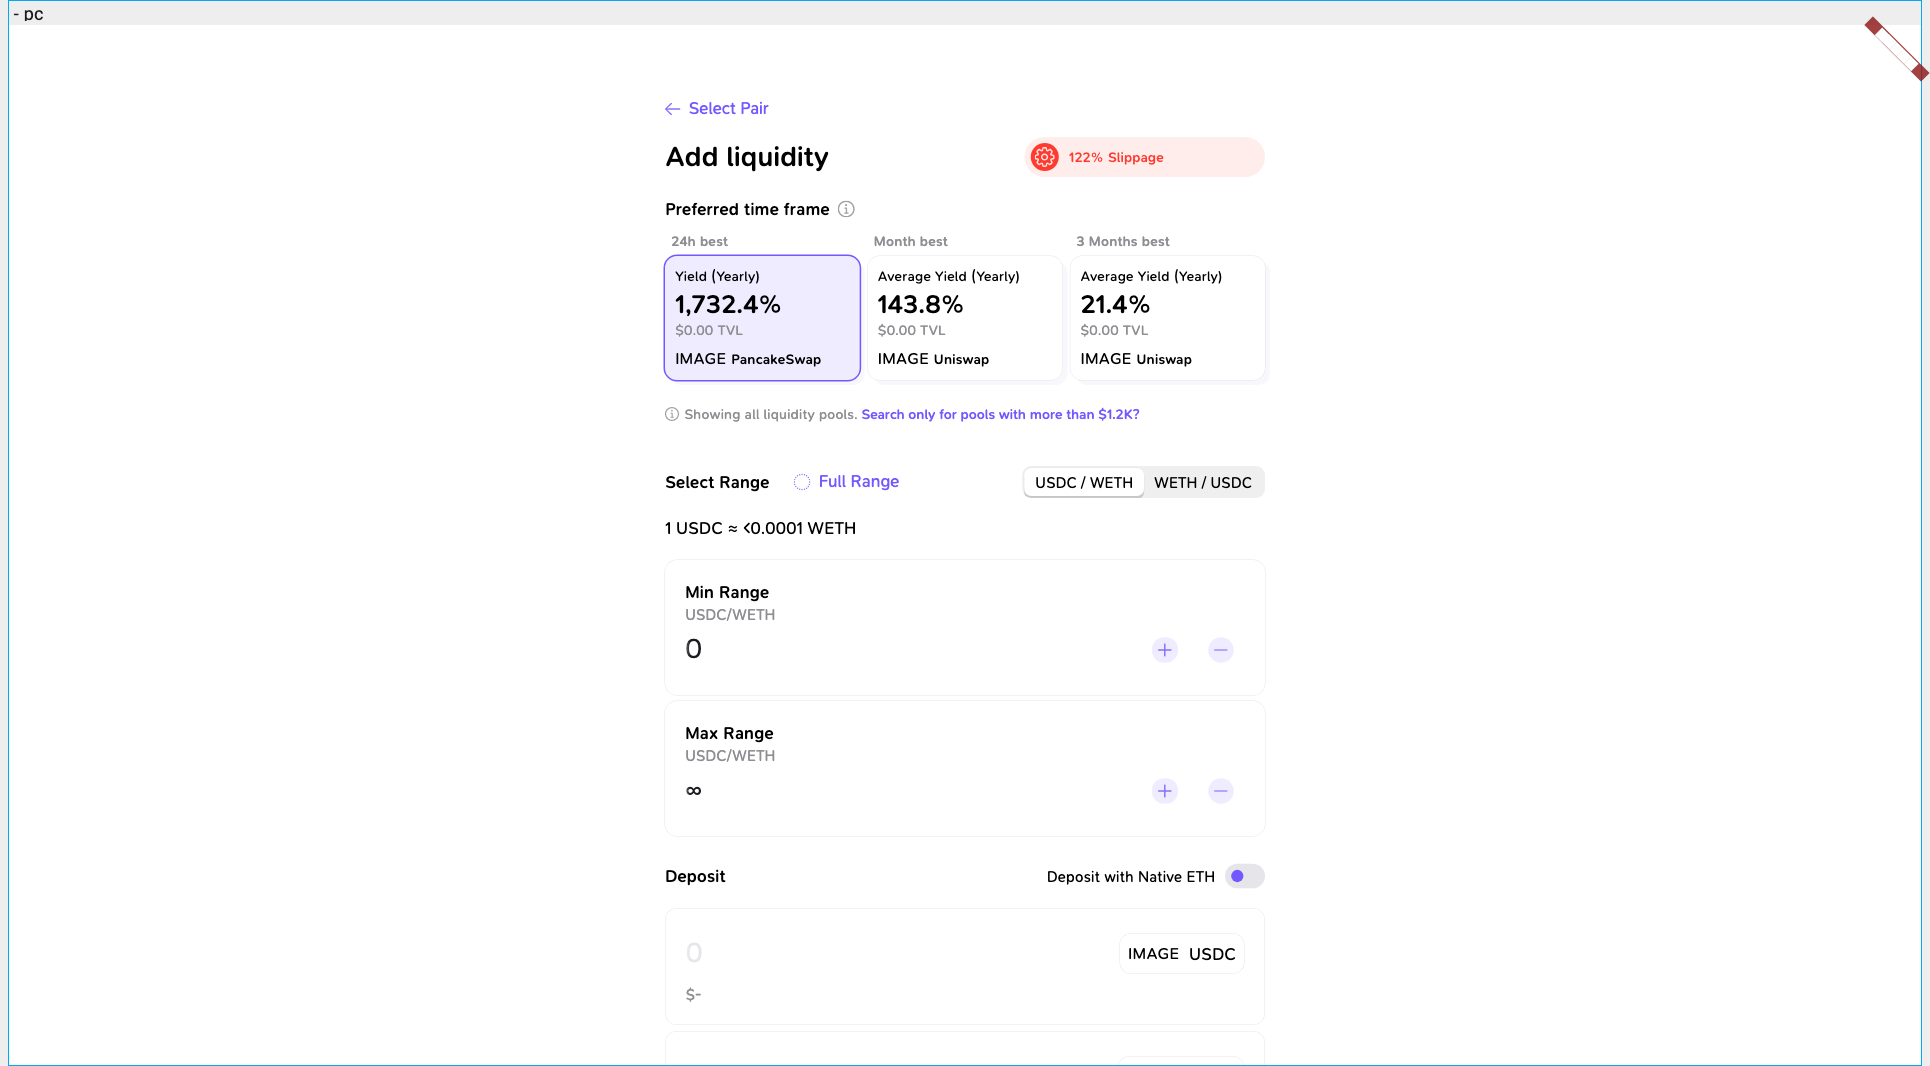 - pc
Select Pair
Add liquidity
122% Slippage
Preferred time frame
24h best
Month best
3 Months best
Yield (Yearly)
1,732.4%
$0.00 TVL
IMAGE PancakeSwap
Average Yield (Yearly)
143.8%
$0.00 TVL
IMAGE Uniswap
Average Yield (Yearly)
21.4%
$0.00 TVL
IMAGE Uniswap
Showing all liquidity pools. Search only for pools with more than $1.2K?
Select Range
Full Range
USDC / WETH
WETH / USDC
1 USDC ≈ <0.0001 WETH
Min Range
USDC/WETH
0
Max Range
USDC/WETH
∞
Deposit
Deposit with Native ETH
0
IMAGE USDC
$-